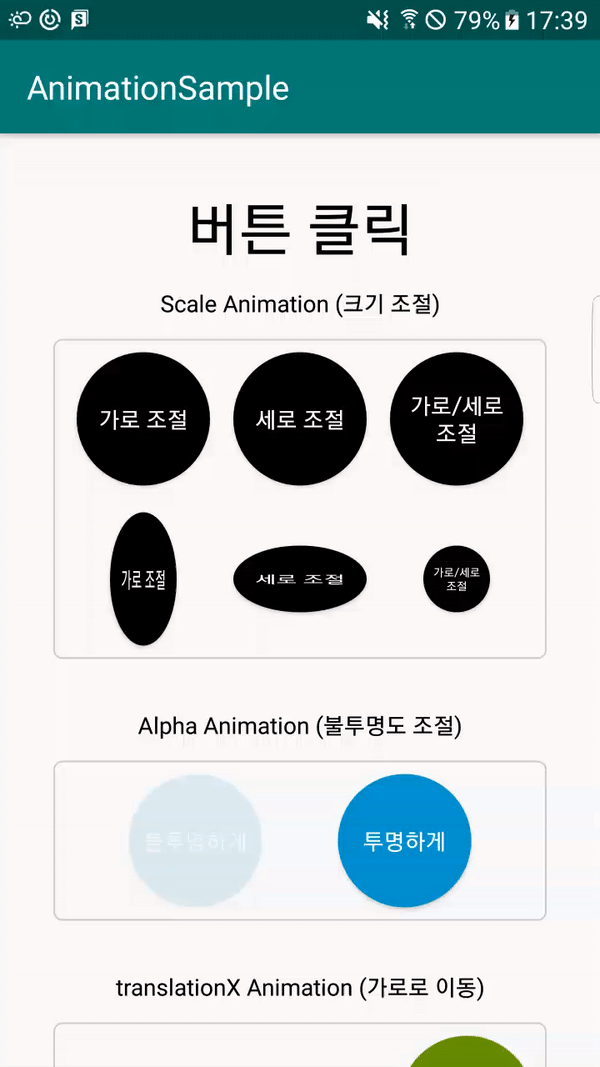 79% 17:39
AnimationSample
버튼 클릭
Scale Animation (크기 조절)
가로 조절
세로 조절
가로/세로
조절
가로 조절
세로 조절
가로/세로
조절
Alpha Animation (불투명도 조절)
불투명하게
투명하게
translationX Animation (가로로 이동)